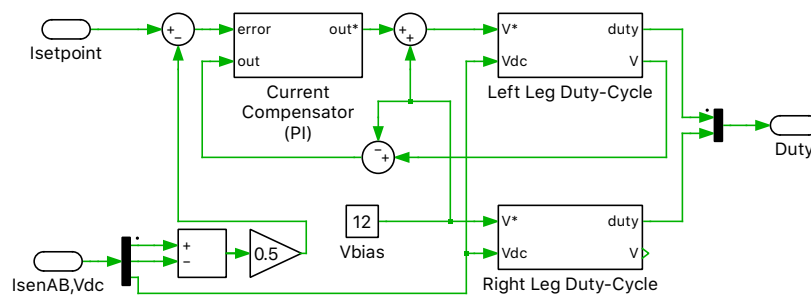 Isetpoint
+
−
error
out
out*
Current
Compensator
(PI)
+
+
V*
Vdc
duty
V
Left Leg Duty-Cycle
−
+
Duty
12
Vbias
V*
Vdc
duty
V
Right Leg Duty-Cycle
IsenAB,Vdc
+
−
0.5